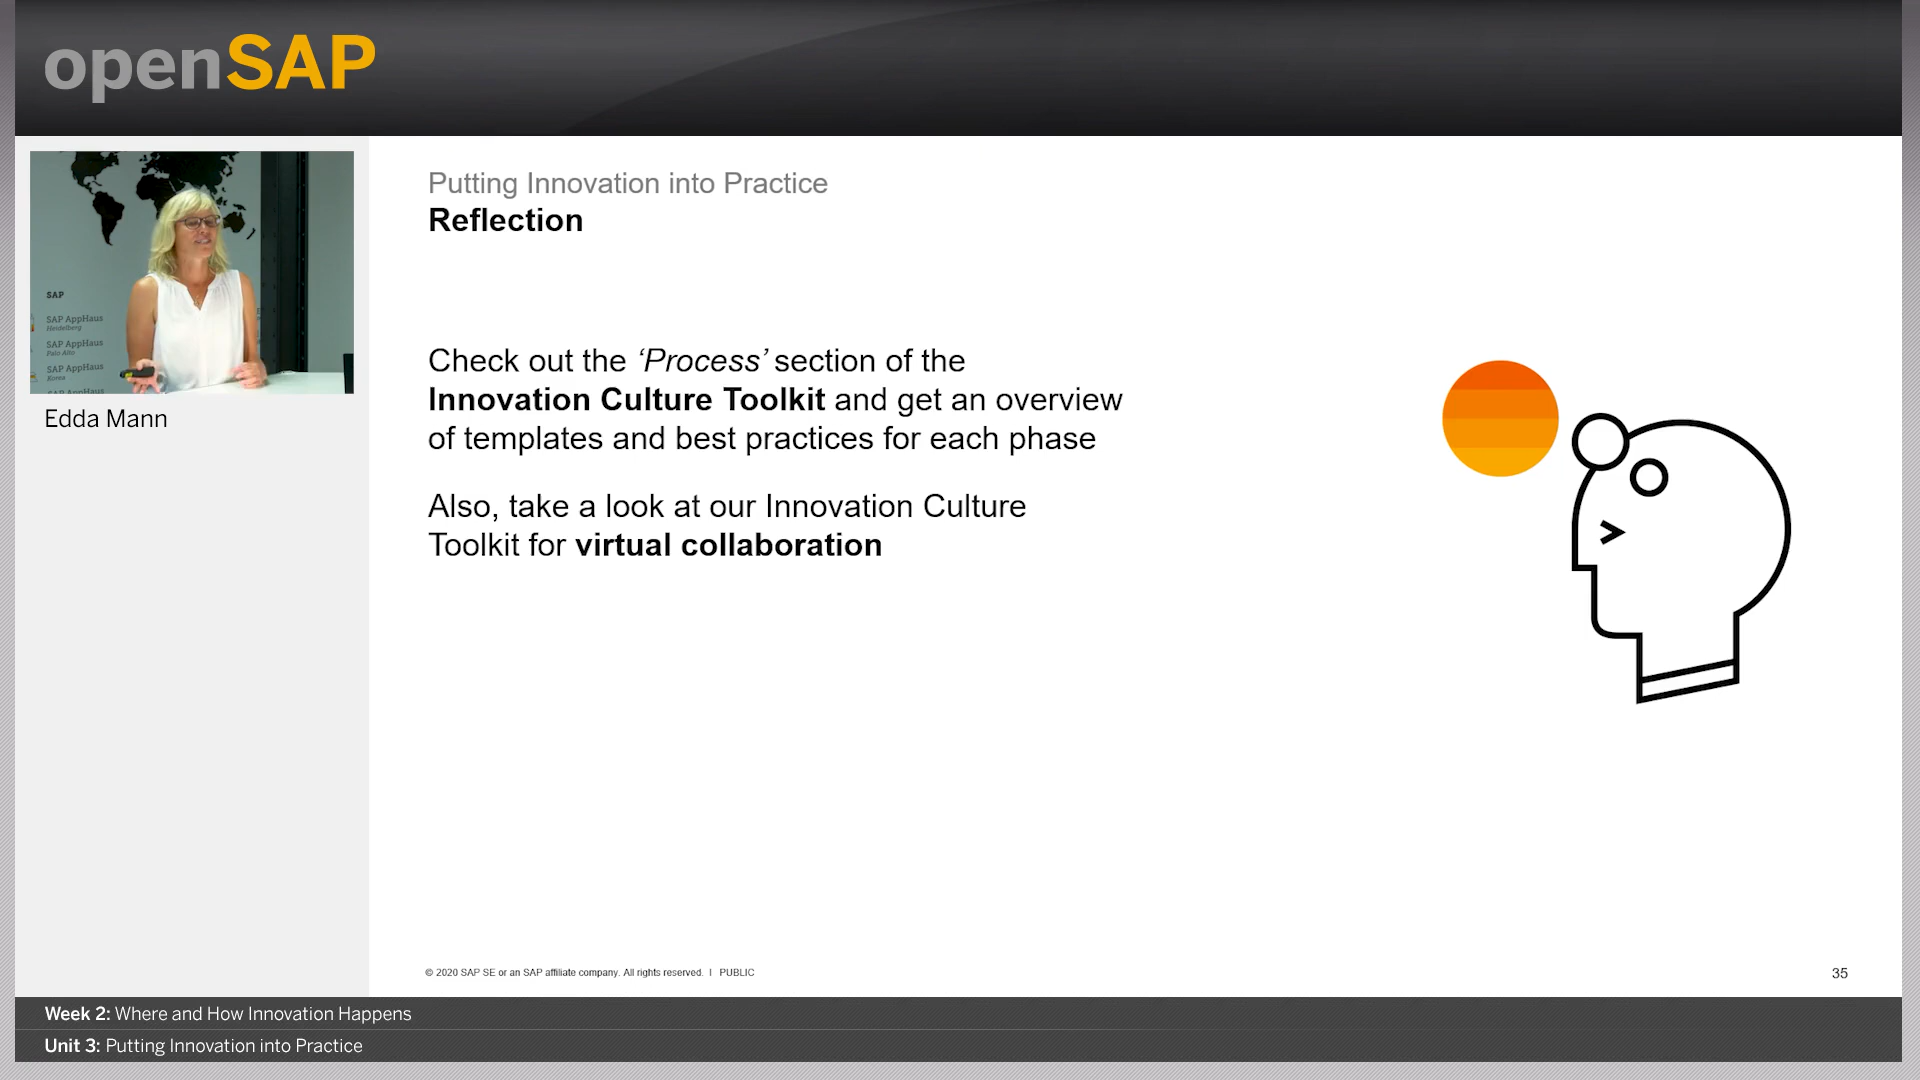 openSAP
SAP
SAP AppHaus
Heidelberg
SAP AppHaus
Palo Alto
SAP AppHaus
Korea
SAP AppHaus
Edda Mann
Putting Innovation into Practice
Reflection
Check out the ‘Process’ section of the
Innovation Culture Toolkit and get an overview
of templates and best practices for each phase
Also, take a look at our Innovation Culture
Toolkit for virtual collaboration
© 2020 SAP SE or an SAP affiliate company. All rights reserved. I PUBLIC
35
Week 2: Where and How Innovation Happens
Unit 3: Putting Innovation into Practice